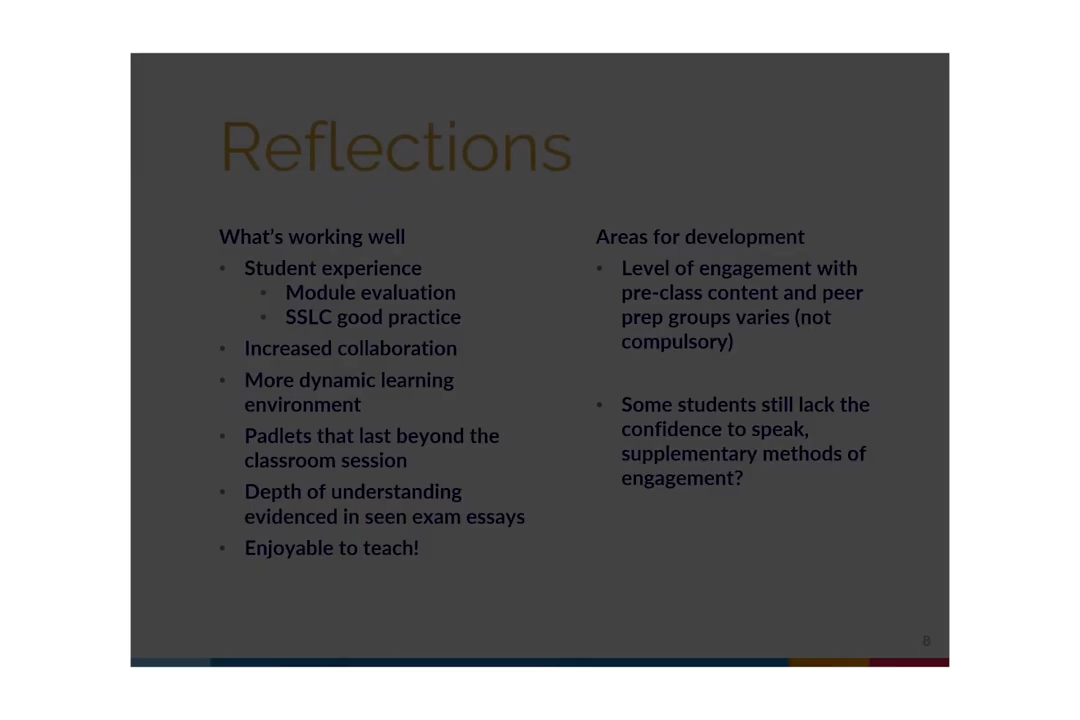 Reflections
What's working well
• Student experience
• Module evaluation
• SSLC good practice
• Increased collaboration
• More dynamic learning
environment
• Padlets that last beyond the
classroom session
• Depth of understanding
evidenced in seen exam essays
• Enjoyable to teach!
Areas for development
• Level of engagement with
pre-class content and peer
prep groups varies (not
compulsory)
• Some students still lack the
confidence to speak,
supplementary methods of
engagement?
8